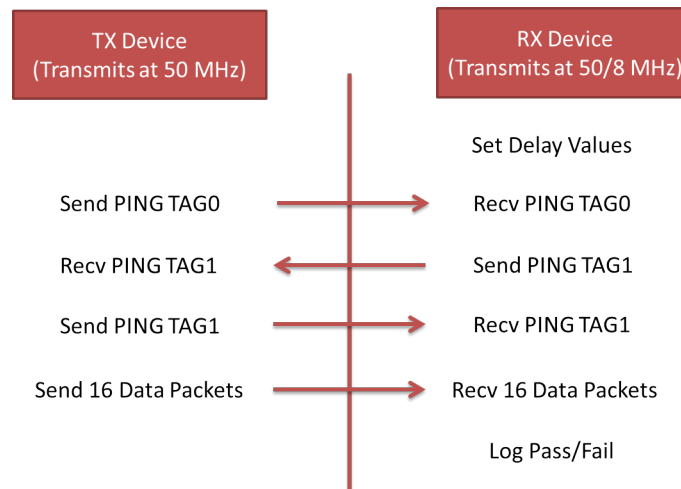 TX Device
(Transmits at 50 MHz)
RX Device
(Transmits at 50/8 MHz)
Set Delay Values
Send PING TAG0
Recv PING TAG0
Recv PING TAG1
Send PING TAG1
Send PING TAG1
Recv PING TAG1
Send 16 Data Packets
Recv 16 Data Packets
Log Pass/Fail